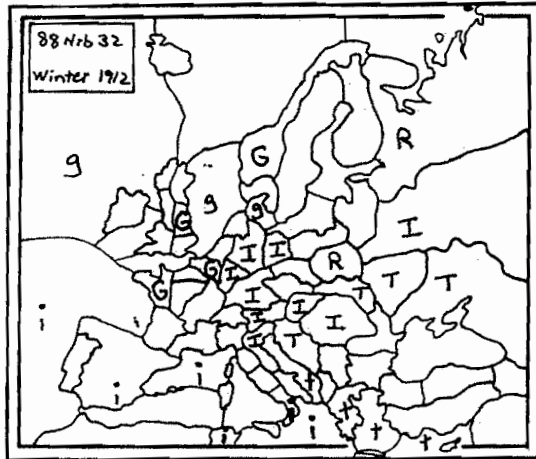 88 Nrb 32
Winter 1912
R
g G
g g
G I
I I
R
G I T T
G I T
I
i i I I
I T
i
i t
i t
i i t t